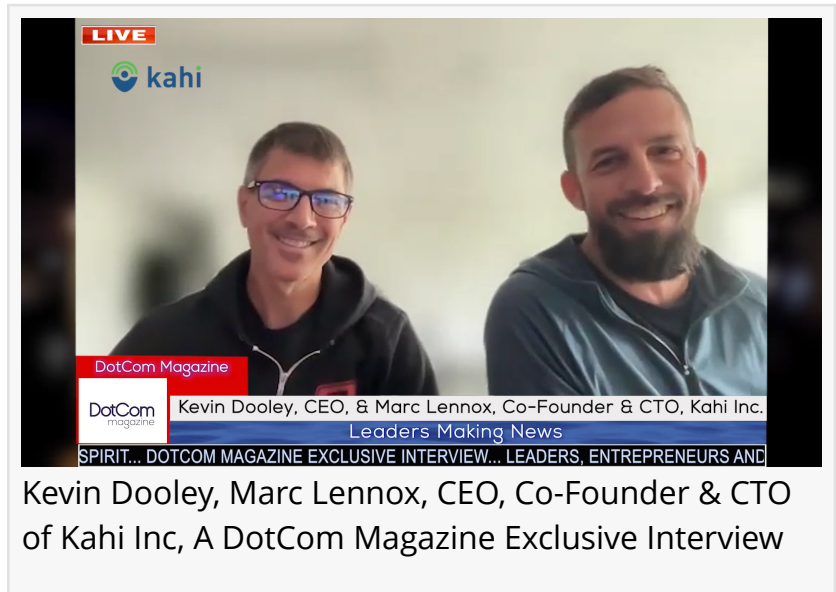 LIVE
kahi
DotCom Magazine
DotCom
magazine
Kevin Dooley, CEO, & Marc Lennox, Co-Founder & CTO, Kahi Inc.
Leaders Making News
SPIRIT... DOTCOM MAGAZINE EXCLUSIVE INTERVIEW... LEADERS, ENTREPRENEURS AND
Kevin Dooley, Marc Lennox, CEO, Co-Founder & CTO
of Kahi Inc, A DotCom Magazine Exclusive Interview